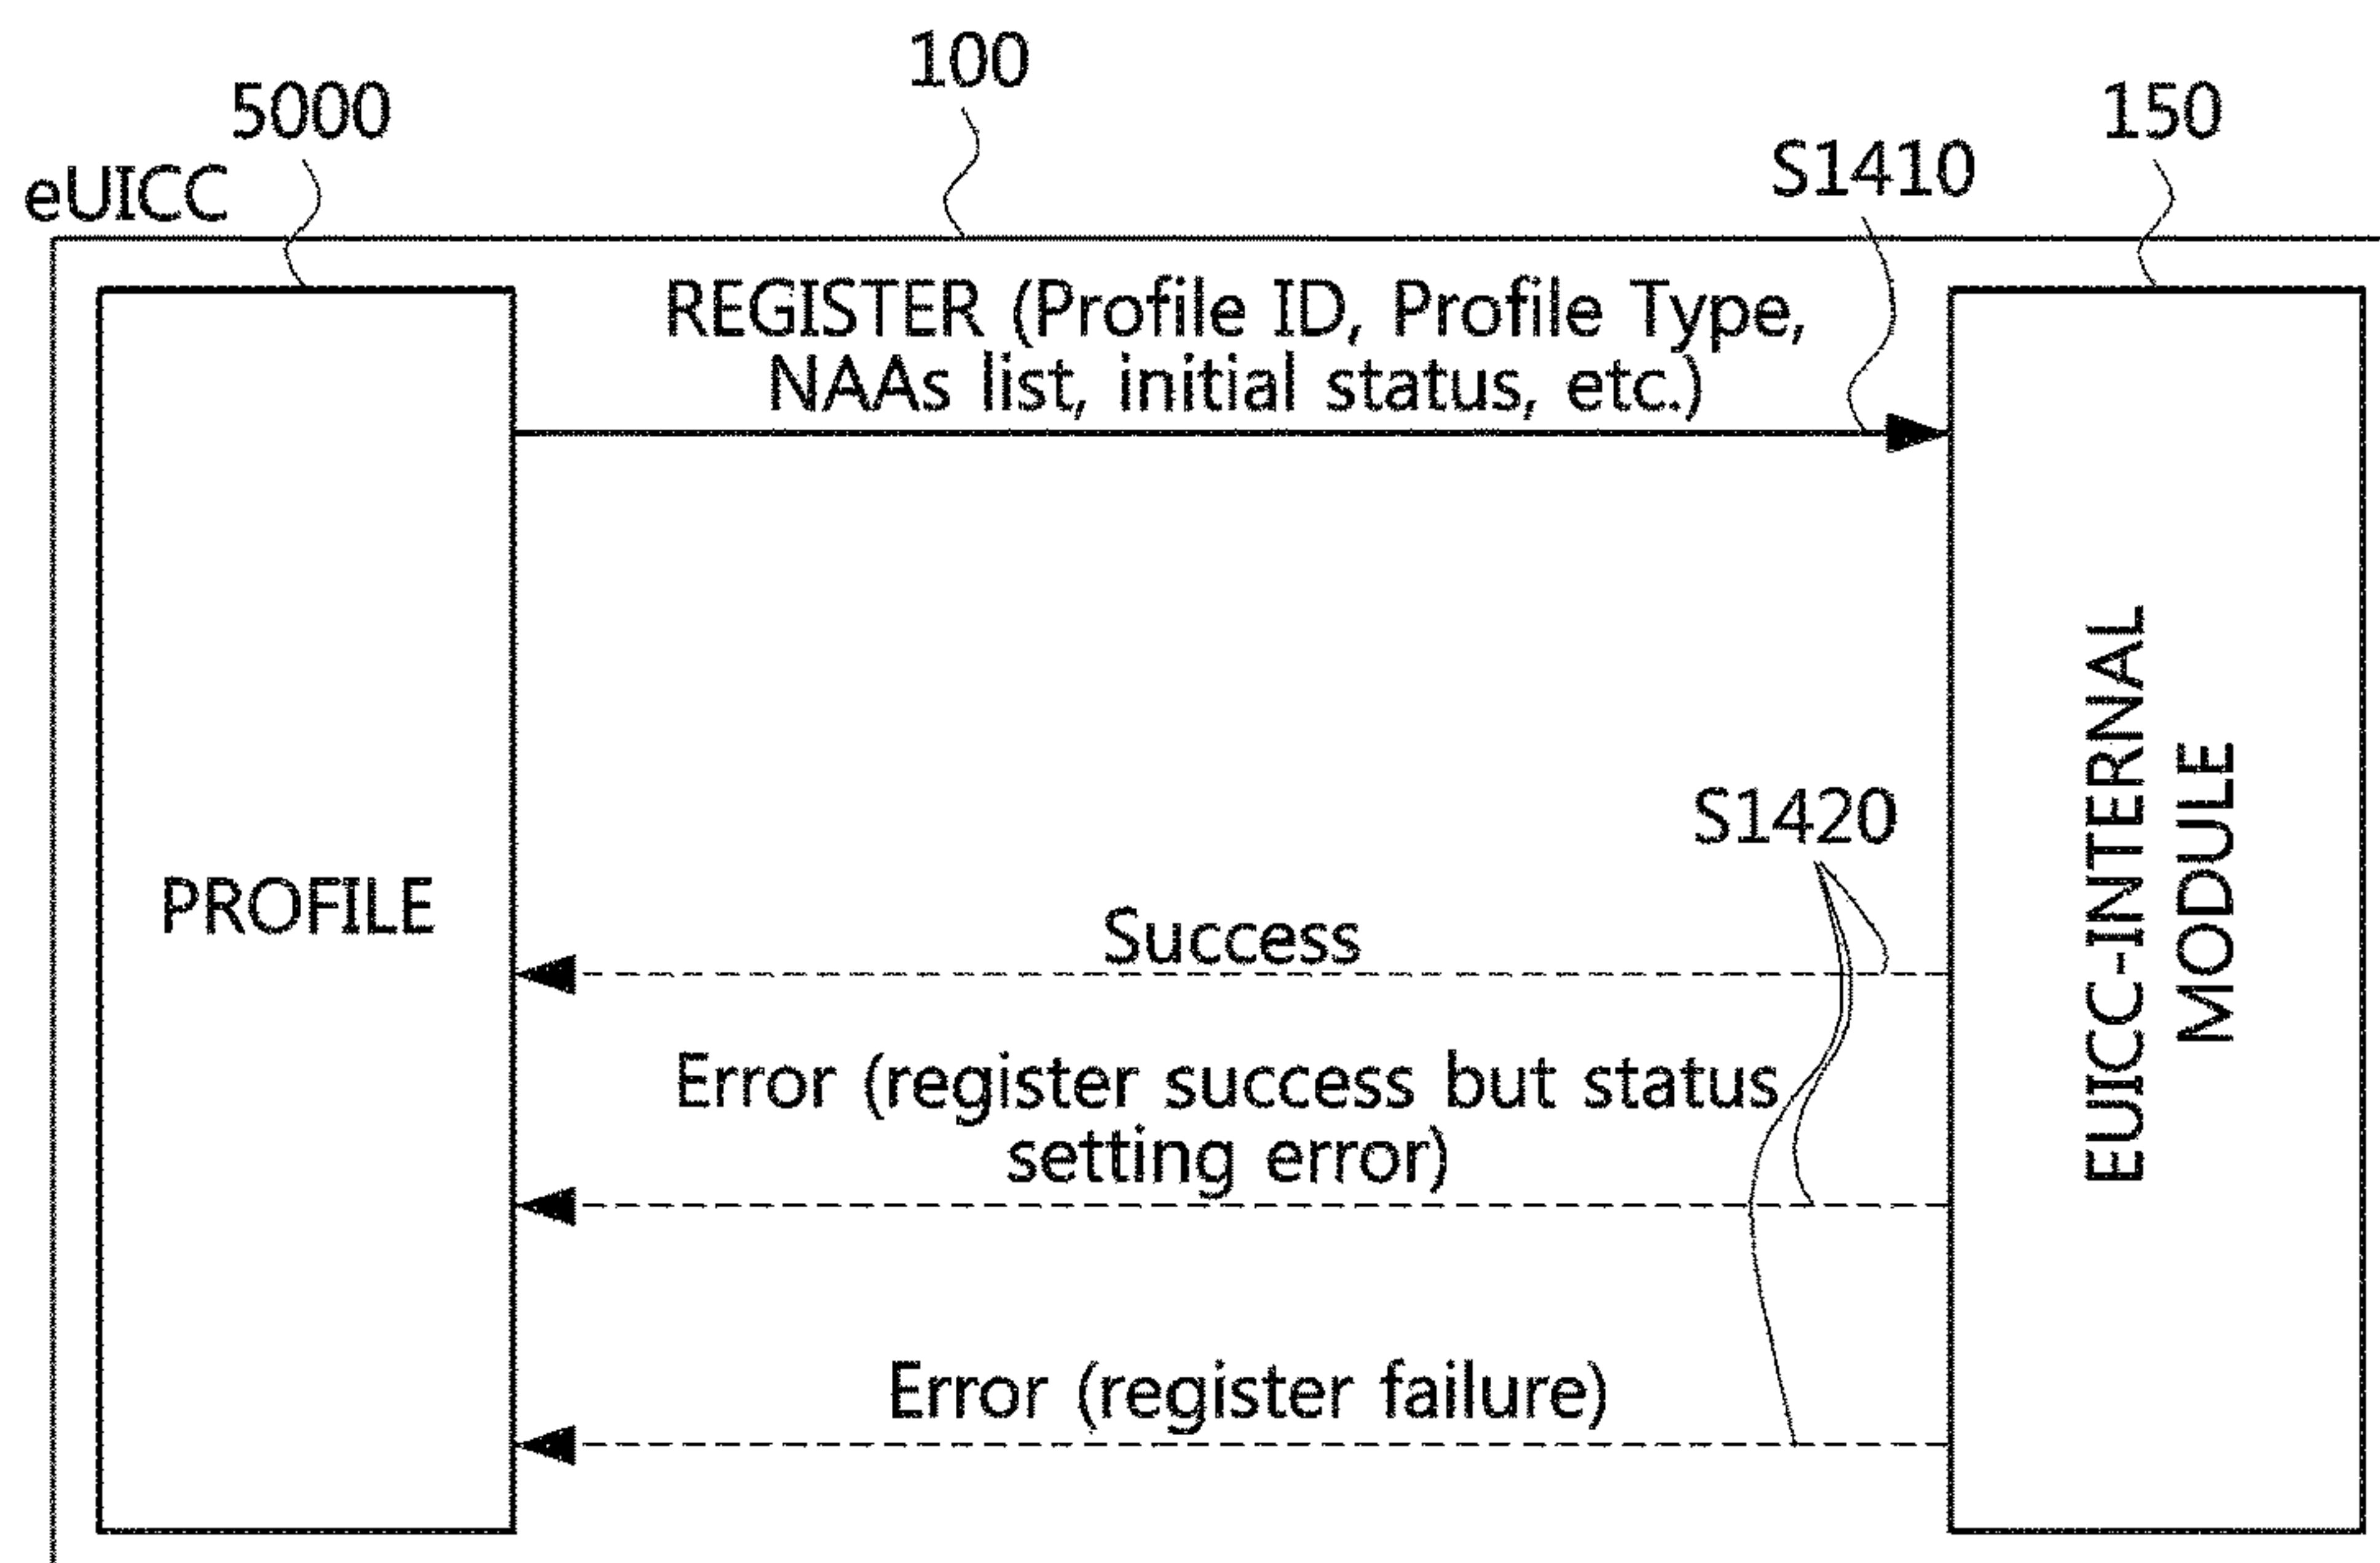 100
5000
150
S1410
eUICC
REGISTER (Profile ID, Profile Type,
NAAs list, initial status, etc.)
S1420
PROFILE
EUICC-INTERNAL
MODULE
Success
Error (register success but status
setting error)
Error (register failure)